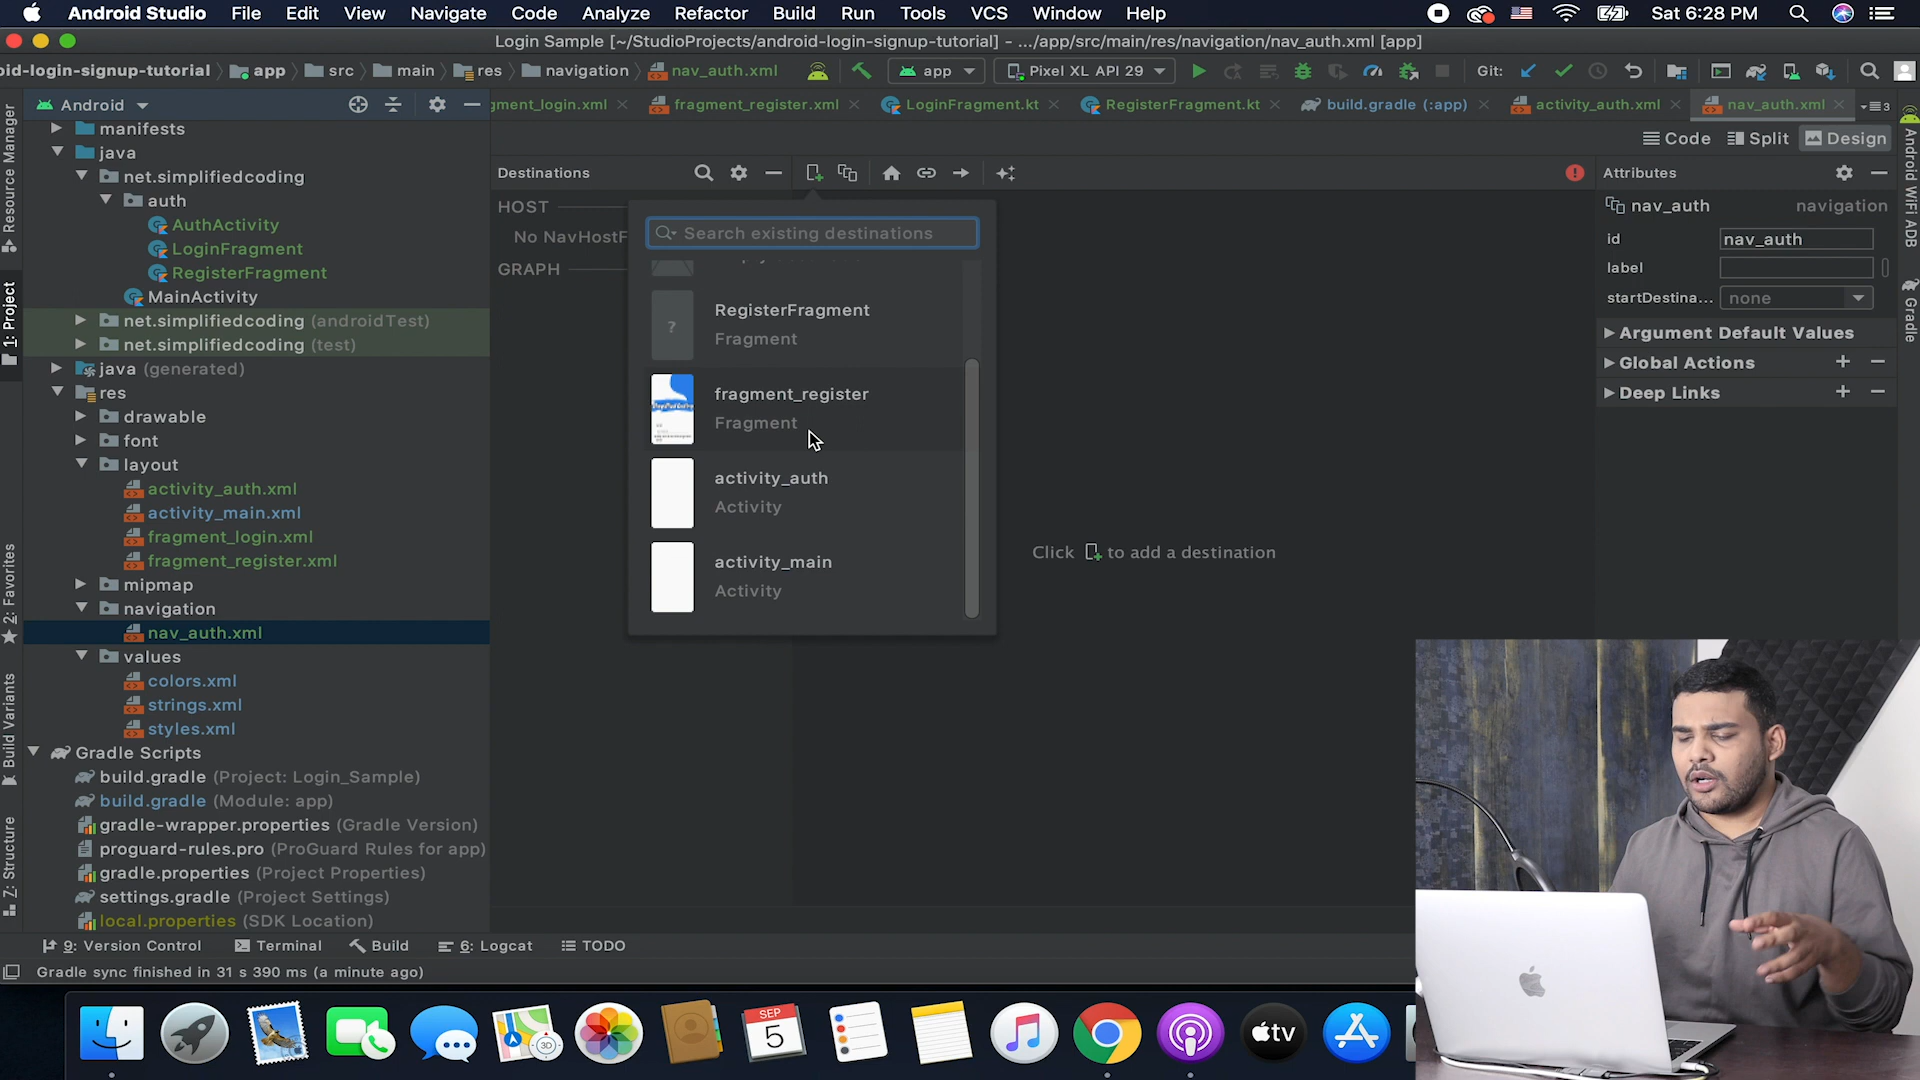 Android Studio File Edit View Navigate Code Analyze Refactor Build Run Tools VCS Window Help Sat 6:28 PM
Login Sample [~/StudioProjects/android-login-signup-tutorial] - .../app/src/main/res/navigation/nav_auth.xml [app]
oid-login-signup-tutorial app src main res navigation nav_auth.xml app Pixel XL API 29 Git:
Android
gment_login.xml fragment_register.xml LoginFragment.kt RegisterFragment.kt build.gradle (:app) activity_auth.xml nav_auth.xml 3
Code Split Design
Resource Manager
1: Project
2: Favorites
Build Variants
Z: Structure
manifests
java
net.simplifiedcoding
auth
AuthActivity
LoginFragment
RegisterFragment
MainActivity
net.simplifiedcoding (androidTest)
net.simplifiedcoding (test)
java (generated)
res
drawable
font
layout
activity_auth.xml
activity_main.xml
fragment_login.xml
fragment_register.xml
mipmap
navigation
nav_auth.xml
values
colors.xml
strings.xml
styles.xml
Gradle Scripts
build.gradle (Project: Login_Sample)
build.gradle (Module: app)
gradle-wrapper.properties (Gradle Version)
proguard-rules.pro (ProGuard Rules for app)
gradle.properties (Project Properties)
settings.gradle (Project Settings)
local.properties (SDK Location)
Destinations
HOST
No NavHostF
GRAPH
Search existing destinations
RegisterFragment
Fragment
?
fragment_register
Fragment
activity_auth
Activity
activity_main
Activity
Click to add a destination
Attributes
nav_auth navigation
id nav_auth
label
startDestina... none
Argument Default Values
Global Actions
Deep Links
Android WiFi ADB
Gradle
9: Version Control Terminal Build 6: Logcat TODO
Gradle sync finished in 31 s 390 ms (a minute ago)
3D
SEP
5
tv